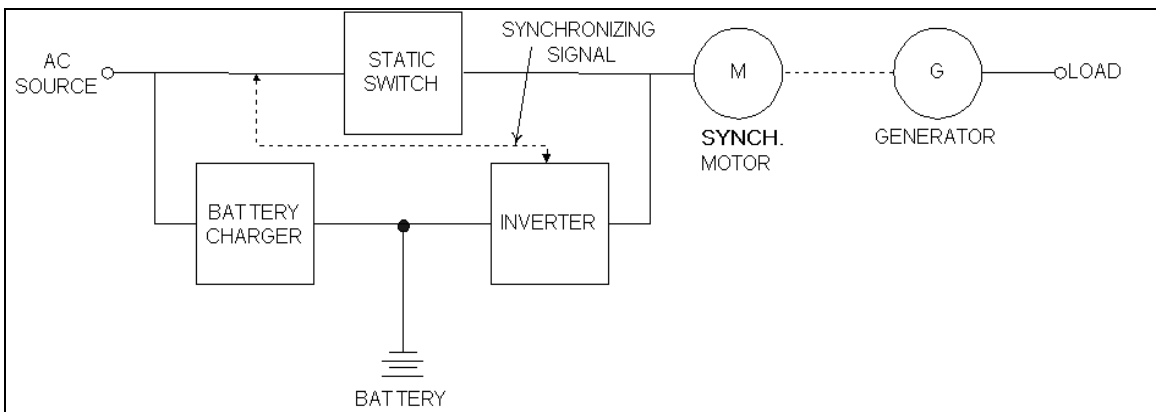 AC
SOURCE
STATIC
SWITCH
SYNCHRONIZING
SIGNAL
M
SYNCH.
MOTOR
G
GENERATOR
LOAD
BATTERY
CHARGER
INVERTER
BATTERY